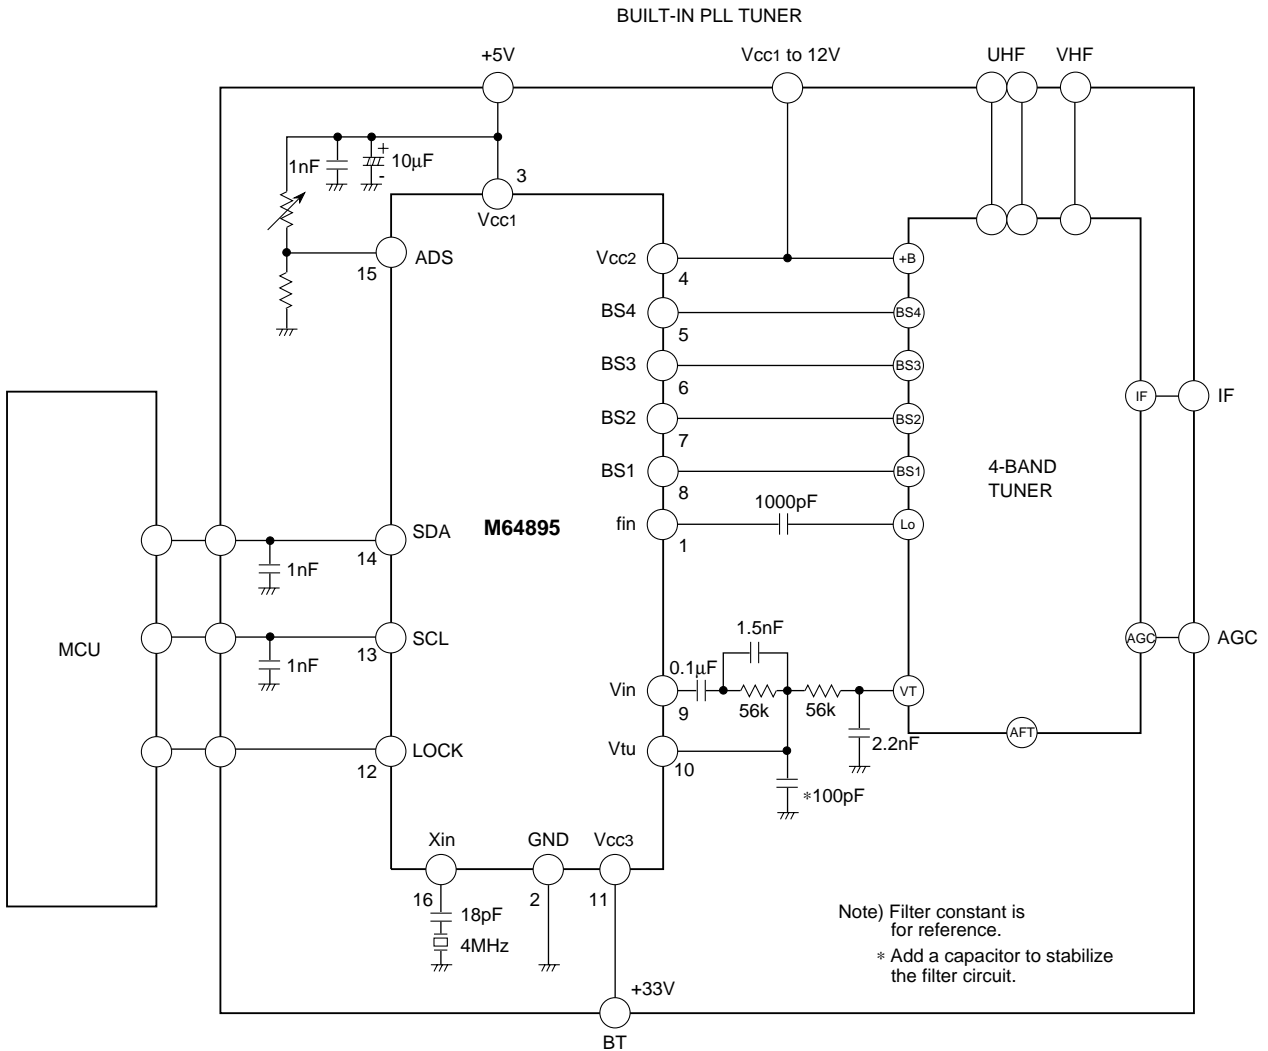 BUILT-IN PLL TUNER
+5V
Vcc1 to 12V
UHF
VHF
1nF
+
10μF
-
3
Vcc1
15
ADS
Vcc2
4
+B
BS4
5
BS4
BS3
6
BS3
BS2
7
BS2
BS1
8
BS1
IF
IF
4-BAND
TUNER
1000pF
fin
1
Lo
M64895
SDA
14
1nF
MCU
SCL
13
1nF
AGC
AGC
1.5nF
0.1μF
Vin
9
56k
56k
VT
AFT
2.2nF
LOCK
12
Vtu
10
*100pF
Xin
GND
Vcc3
16
2
11
18pF
4MHz
Note) Filter constant is
for reference.
* Add a capacitor to stabilize
the filter circuit.
+33V
BT